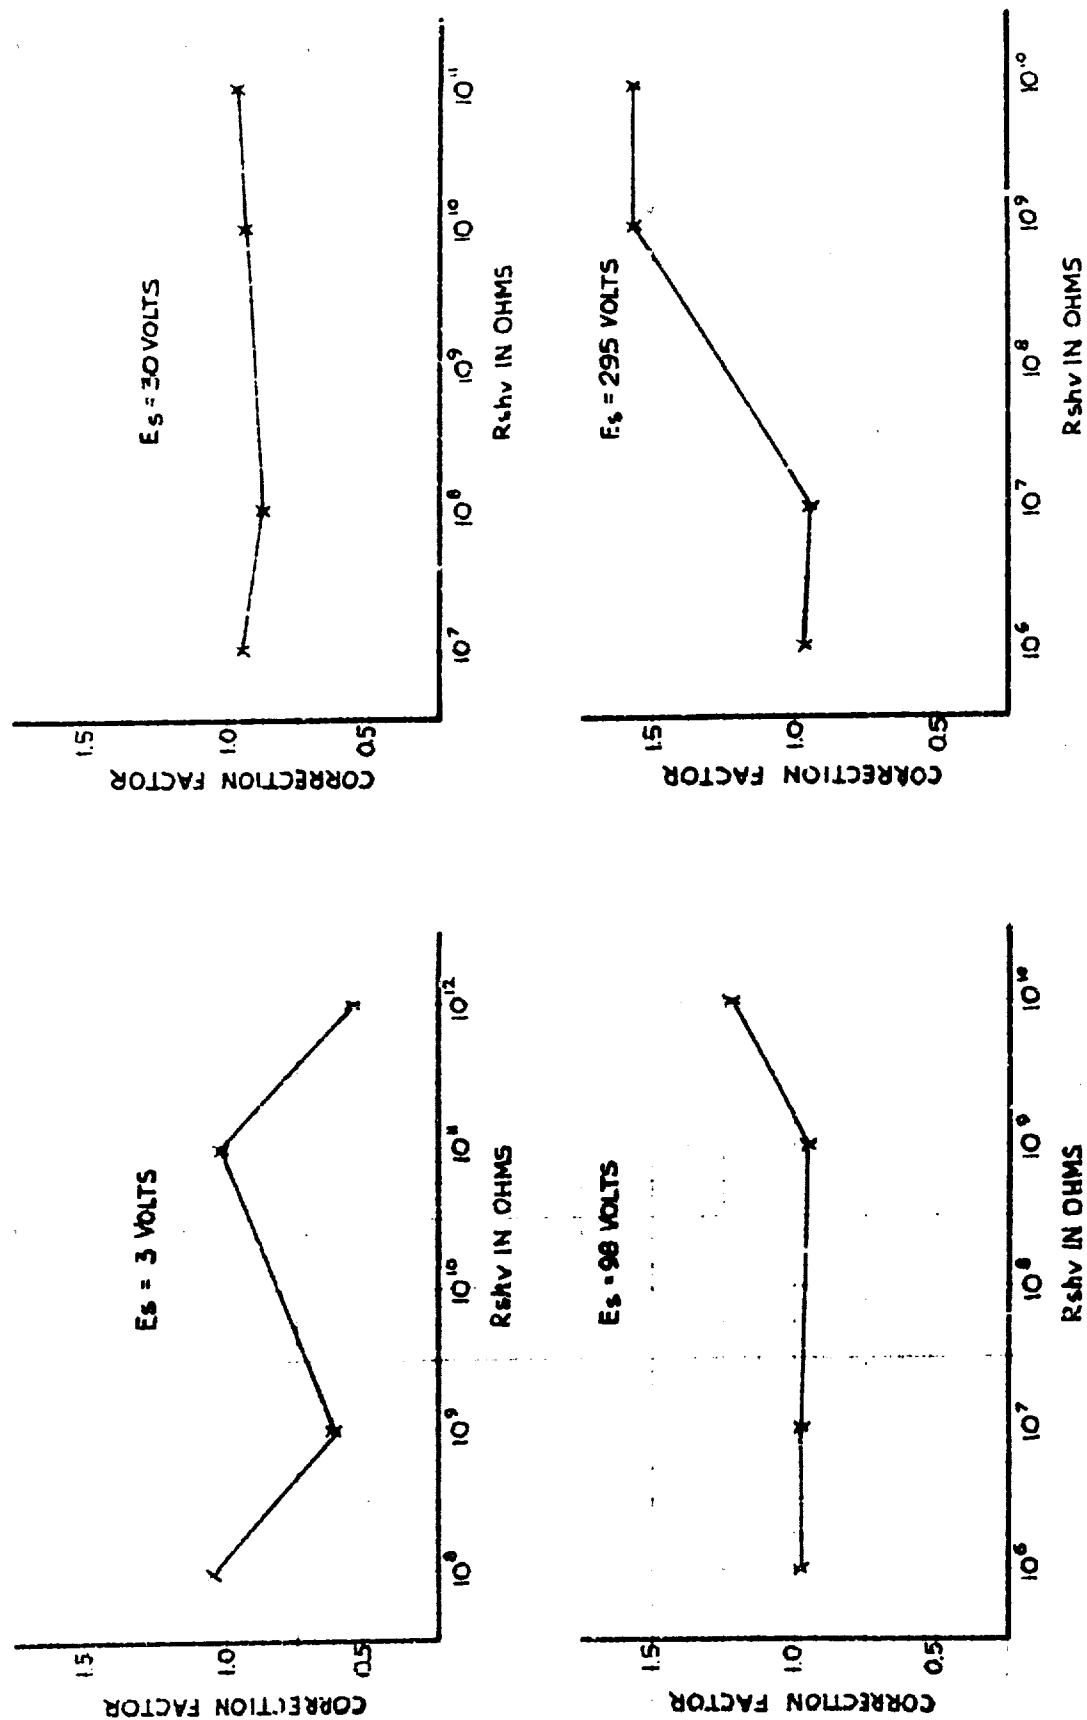 Es = 3 VOLTS
CORRECTION FACTOR
1.5
1.0
0.5
10⁸ 10⁹ 10¹⁰ 10¹¹ 10¹²
Rshv IN OHMS
Es = 30 VOLTS
CORRECTION FACTOR
1.5
1.0
0.5
10⁷ 10⁸ 10⁹ 10¹⁰ 10¹¹
Rshv IN OHMS
Es = 98 VOLTS
CORRECTION FACTOR
1.5
1.0
0.5
10⁶ 10⁷ 10⁸ 10⁹ 10¹⁰
Rshv IN OHMS
Es = 295 VOLTS
CORRECTION FACTOR
1.5
1.0
0.5
10⁶ 10⁷ 10⁸ 10⁹ 10¹⁰
Rshv IN OHMS